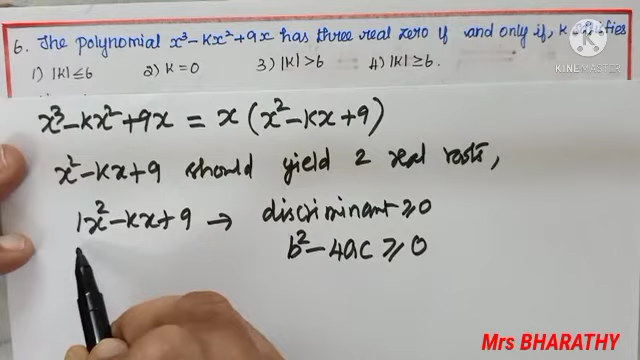 6. The polynomial x³-kx²+9x has three real zero if and only if, k satisfies
1) |k|≤6 2) k=0 3) |k|>6 4) |k|≥6.
KINEMASTER
x³-kx²+9x = x(x²-kx+9)
x²-kx+9 should yield 2 real roots,
1x²-kx+9 → discriminant ≥0
b²-4ac ≥0
Mrs BHARATHY